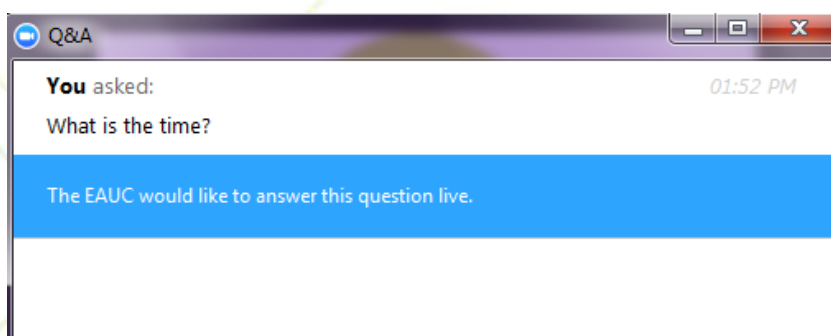 Q&A
You asked: 01:52 PM
What is the time?
The EAUC would like to answer this question live.